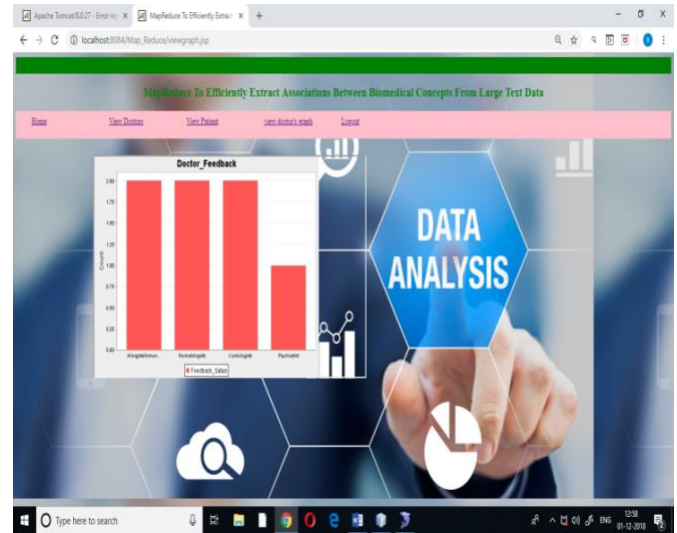 Apache Tomcat/8.0.27 - Error re
MapReduce To Efficiently Extrac
localhost:8084/Map_Reduce/viewgraph.jsp
MapReduce To Efficiently Extract Associations Between Biomedical Concepts From Large Text Data
Home View Doctors View Patient view doctor's graph Logout
Doctor_Feedback
2.00
1.75
1.50
1.25
1.00
0.75
0.50
0.25
0.00
Dermatologists Cardiologists Psychiatrist
Feedback_Status
DATA
ANALYSIS
Type here to search
ENG
12:58
01-12-2018